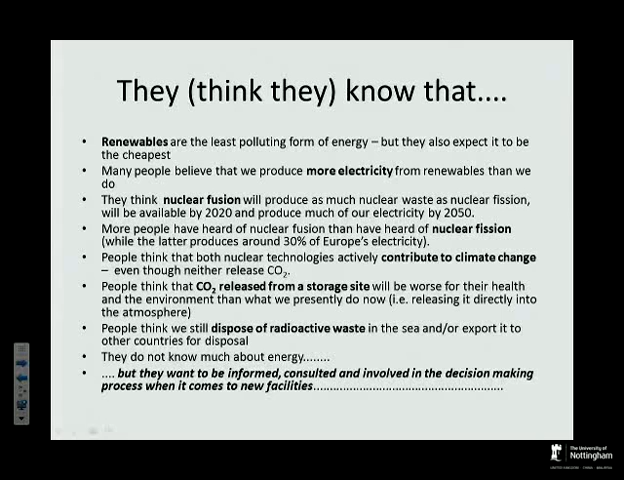 They (think they) know that....
• Renewables are the least polluting form of energy – but they also expect it to be
the cheapest
• Many people believe that we produce more electricity from renewables than we
do
• They think nuclear fusion will produce as much nuclear waste as nuclear fission,
will be available by 2020 and produce much of our electricity by 2050.
• More people have heard of nuclear fusion than have heard of nuclear fission
(while the latter produces around 30% of Europe's electricity).
• People think that both nuclear technologies actively contribute to climate change
– even though neither release CO₂.
• People think that CO₂ released from a storage site will be worse for their health
and the environment than what we presently do now (i.e. releasing it directly into
the atmosphere)
• People think we still dispose of radioactive waste in the sea and/or export it to
other countries for disposal
• They do not know much about energy........
• .... but they want to be informed, consulted and involved in the decision making
process when it comes to new facilities......................................................
The University of
Nottingham